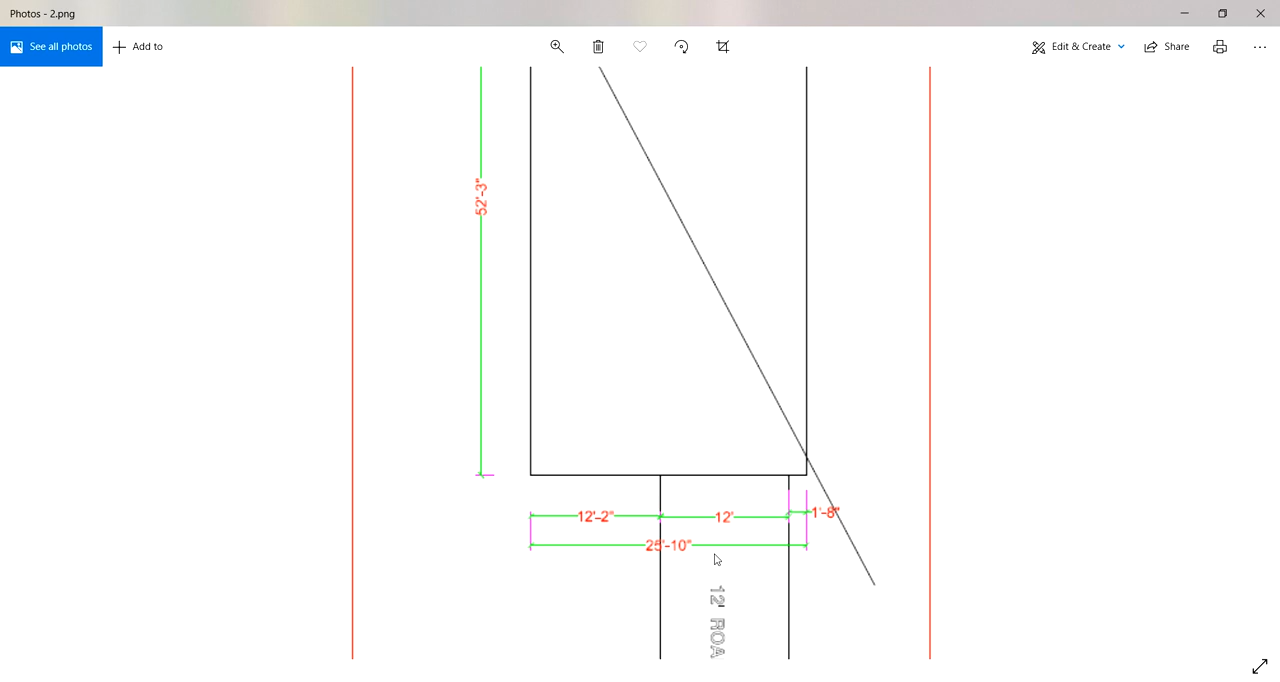 Photos - 2.png
See all photos
Add to
Edit & Create
Share
52'-3"
12'-2"
12'
1'-8"
25'-10"
12' ROA